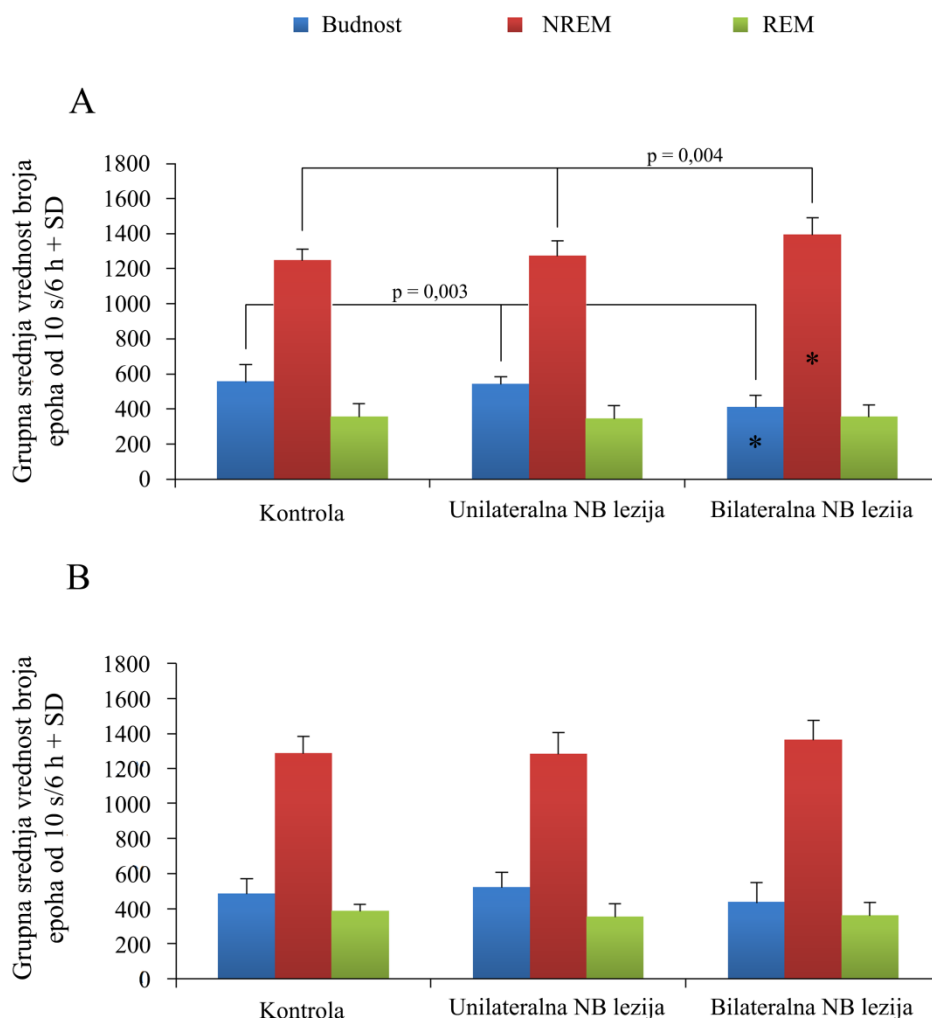 Budnost NREM REM
A
Grupna srednja vrednost broja
epoha od 10 s/6 h + SD
1800
1600
1400
1200
1000
800
600
400
200
0
p = 0,004
p = 0,003
*
*
Kontrola Unilateralna NB lezija Bilateralna NB lezija
B
Grupna srednja vrednost broja
epoha od 10 s/6 h + SD
1800
1600
1400
1200
1000
800
600
400
200
0
Kontrola Unilateralna NB lezija Bilateralna NB lezija